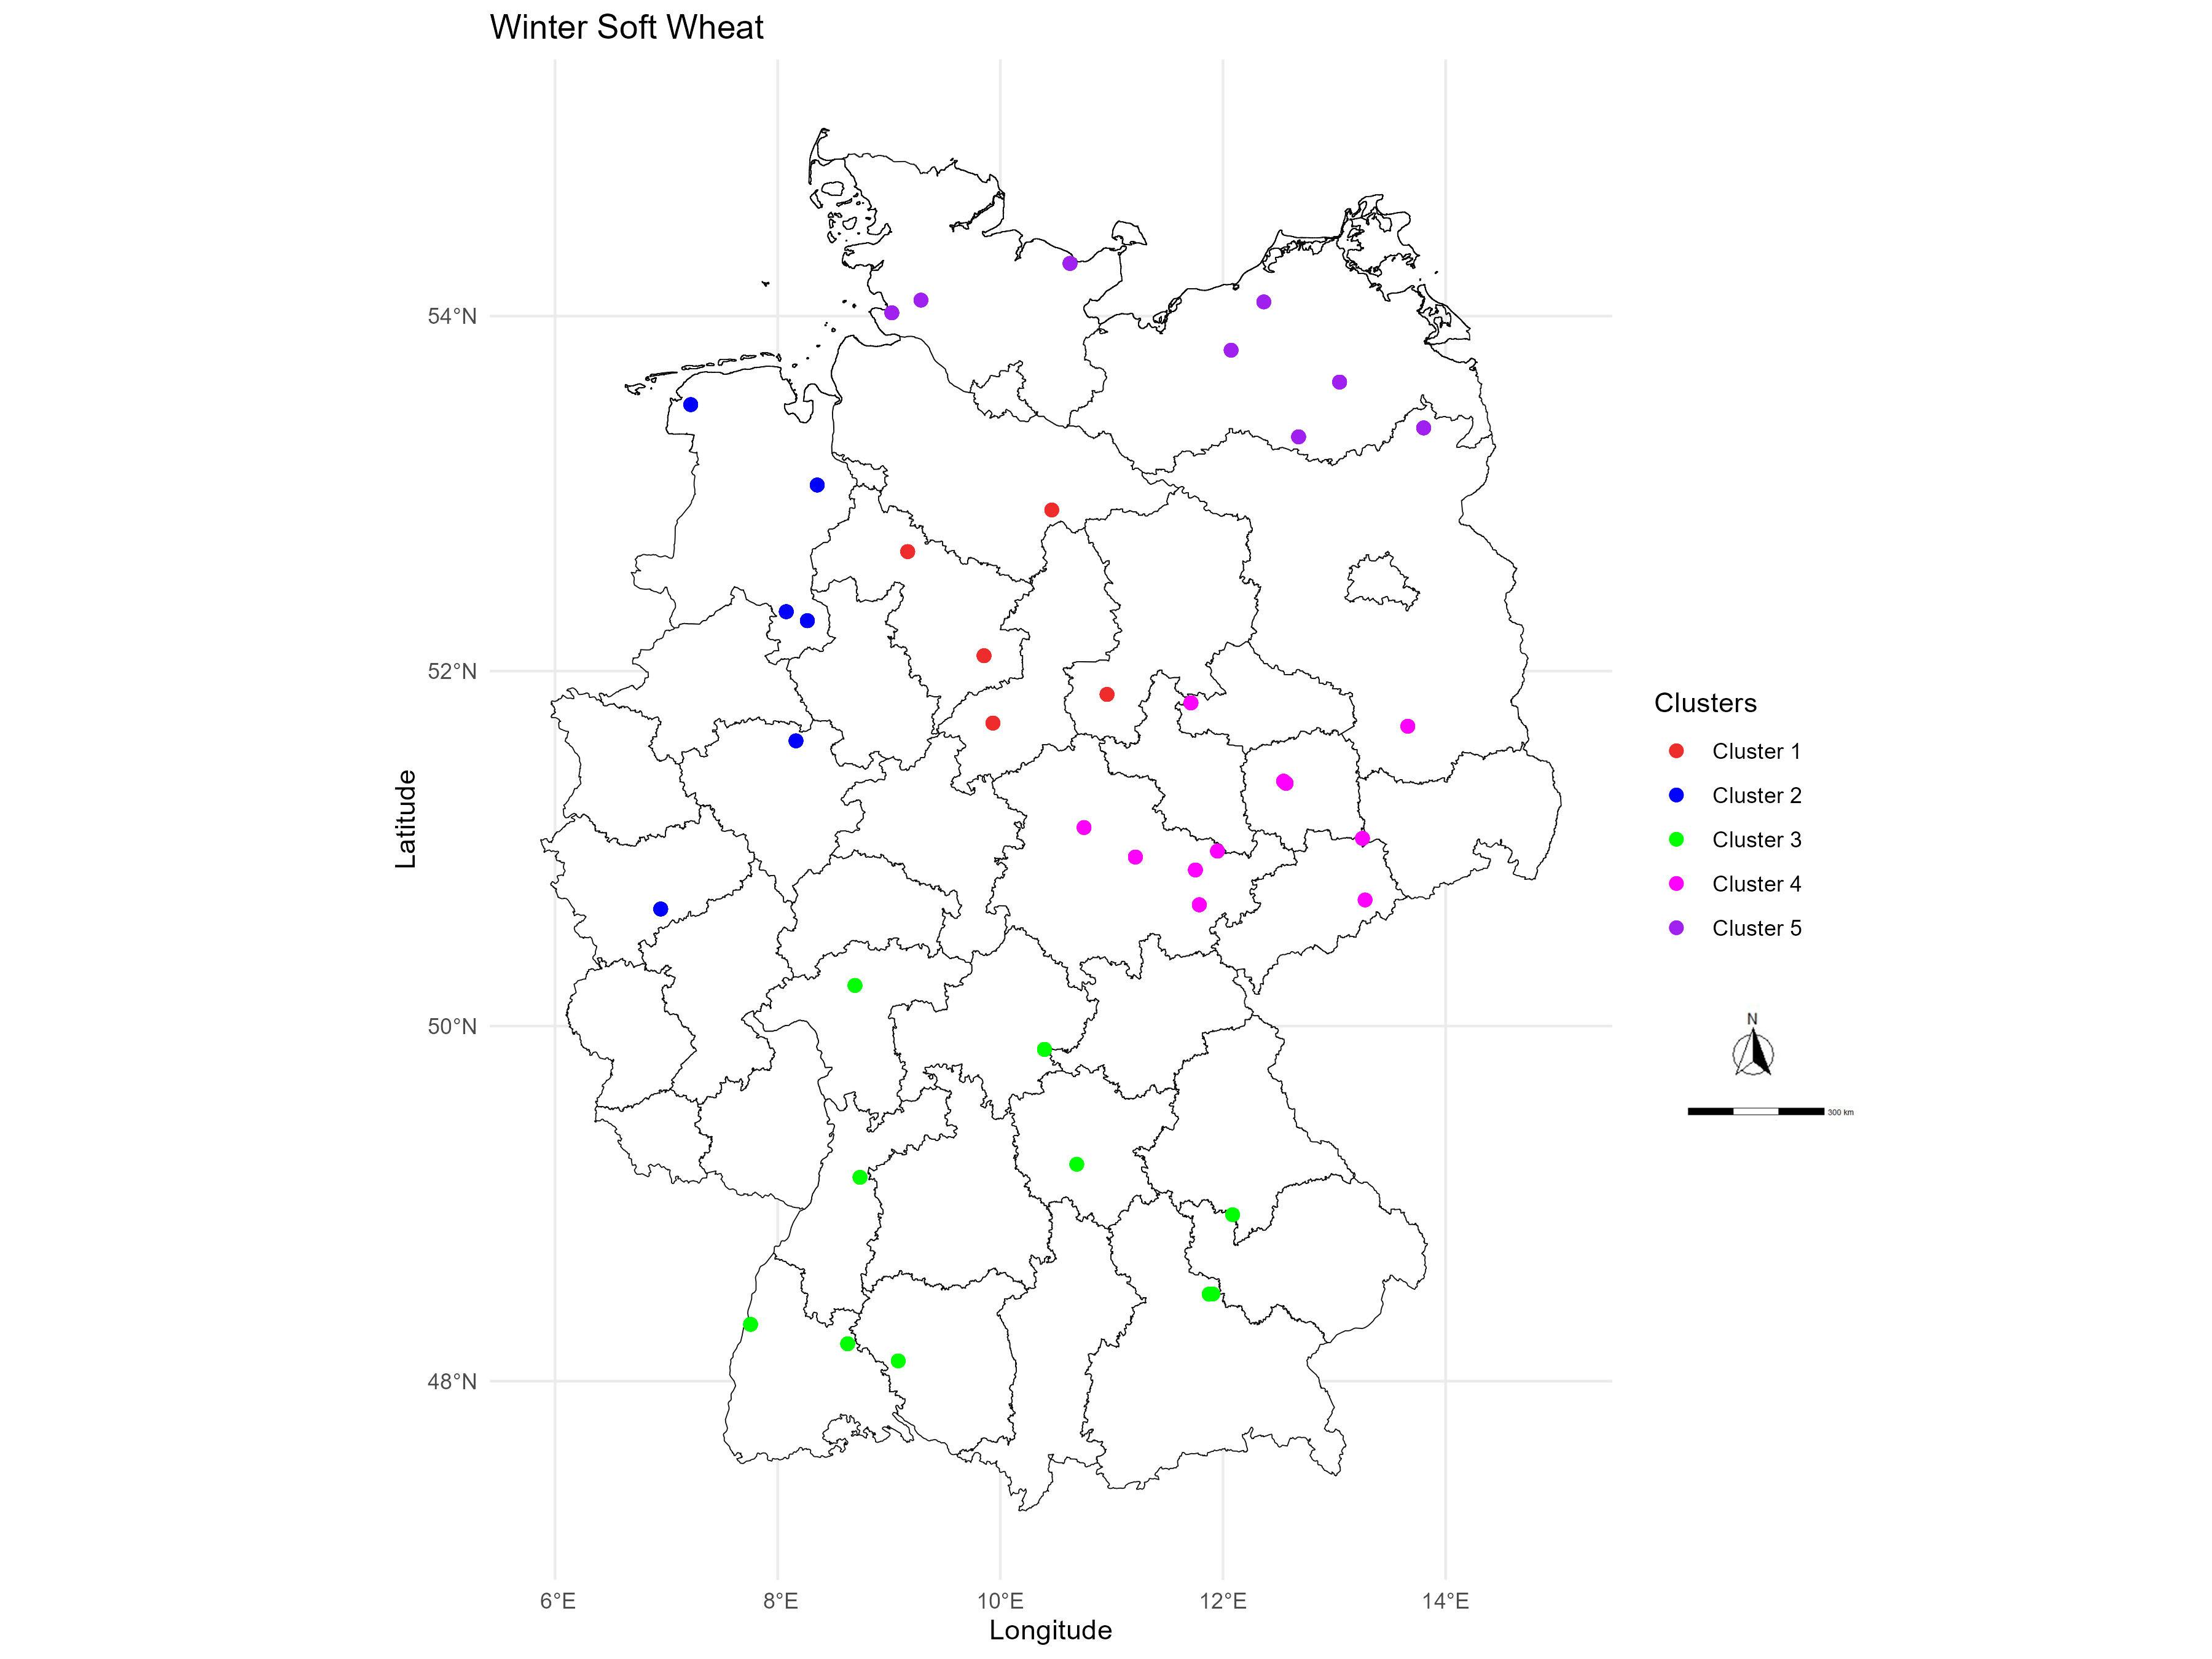 Winter Soft Wheat
54°N
52°N
50°N
48°N
Latitude
6°E
8°E
10°E
12°E
14°E
Longitude
Clusters
Cluster 1
Cluster 2
Cluster 3
Cluster 4
Cluster 5
N
300 km